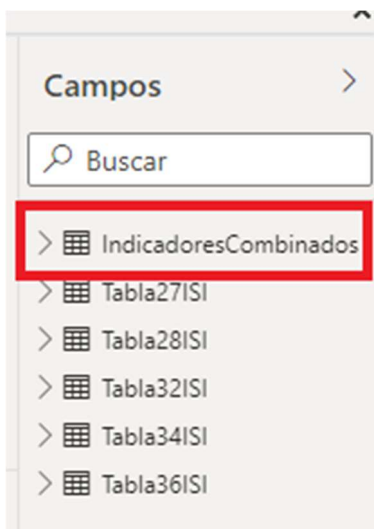 Campos
Buscar
IndicadoresCombinados
Tabla27ISI
Tabla28ISI
Tabla32ISI
Tabla34ISI
Tabla36ISI